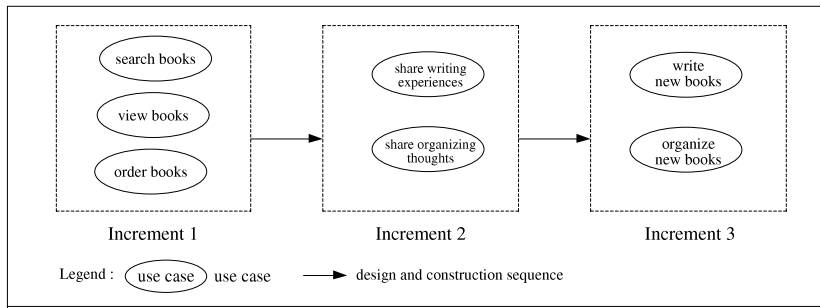 search books
view books
order books
share writing
experiences
share organizing
thoughts
write
new books
organize
new books
Increment 1
Increment 2
Increment 3
Legend : use case use case design and construction sequence